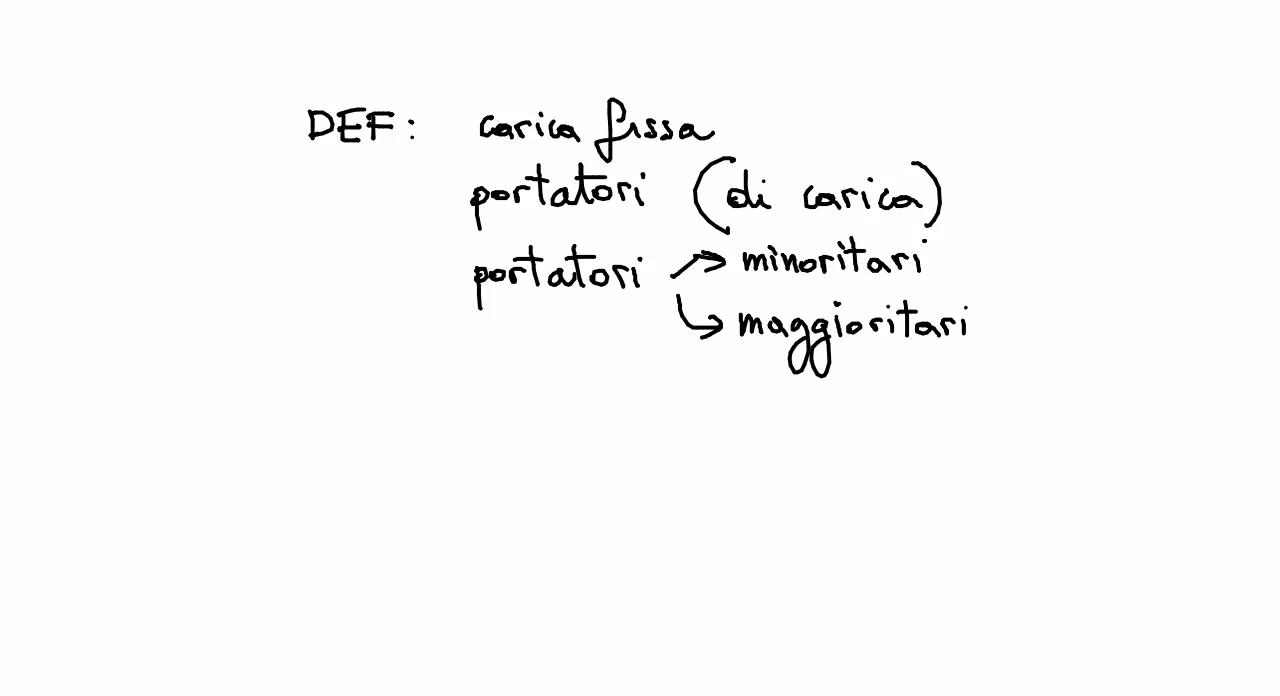 DEF: carica fissa
portatori (di carica)
portatori → minoritari
↳ maggioritari